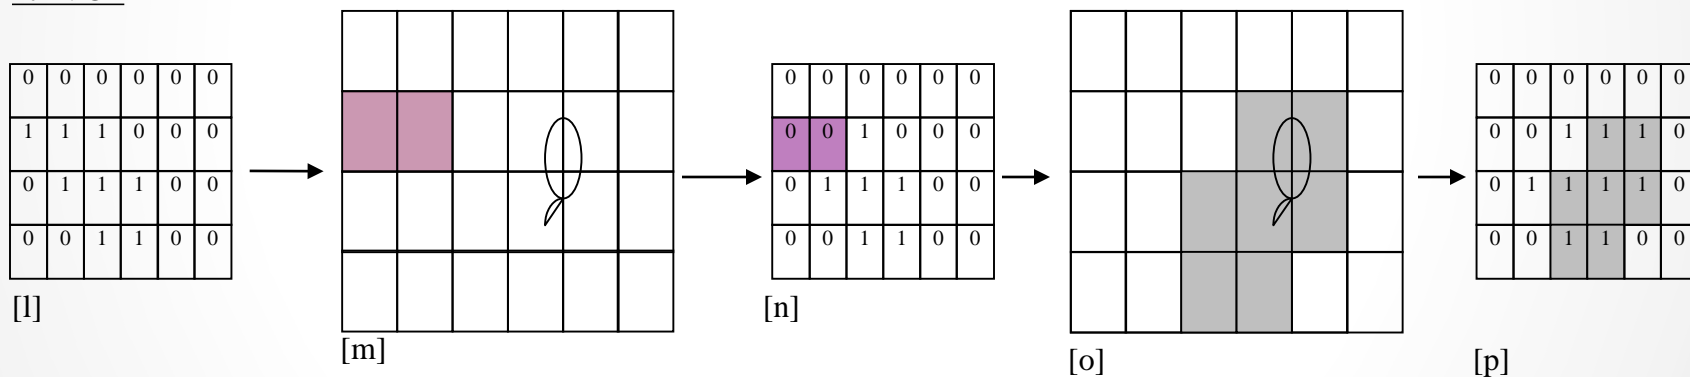 0 0 0 0 0 0
1 1 1 0 0 0
0 1 1 1 0 0
0 0 1 1 0 0
[l]
[m]
0 0 0 0 0 0
0 0 1 0 0 0
0 1 1 1 0 0
0 0 1 1 0 0
[n]
[o]
0 0 0 0 0 0
0 0 1 1 1 0
0 1 1 1 1 0
0 0 1 1 0 0
[p]